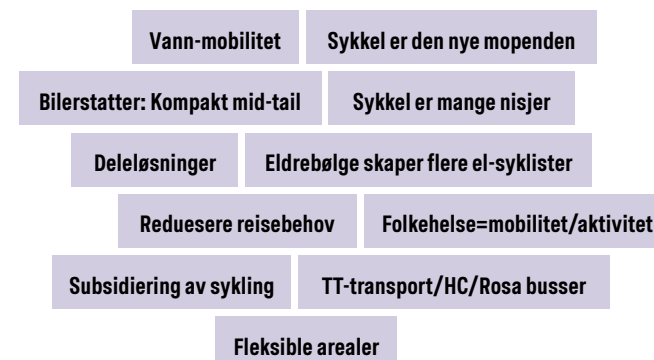 Vann-mobilitet
Sykkel er den nye mopenden
Bilerstatter: Kompakt mid-tail
Sykkel er mange nisjer
Deleløsninger
Eldrebølge skaper flere el-syklister
Reduesere reisebehov
Folkehelse=mobilitet/aktivitet
Subsidiering av sykling
TT-transport/HC/Rosa busser
Fleksible arealer